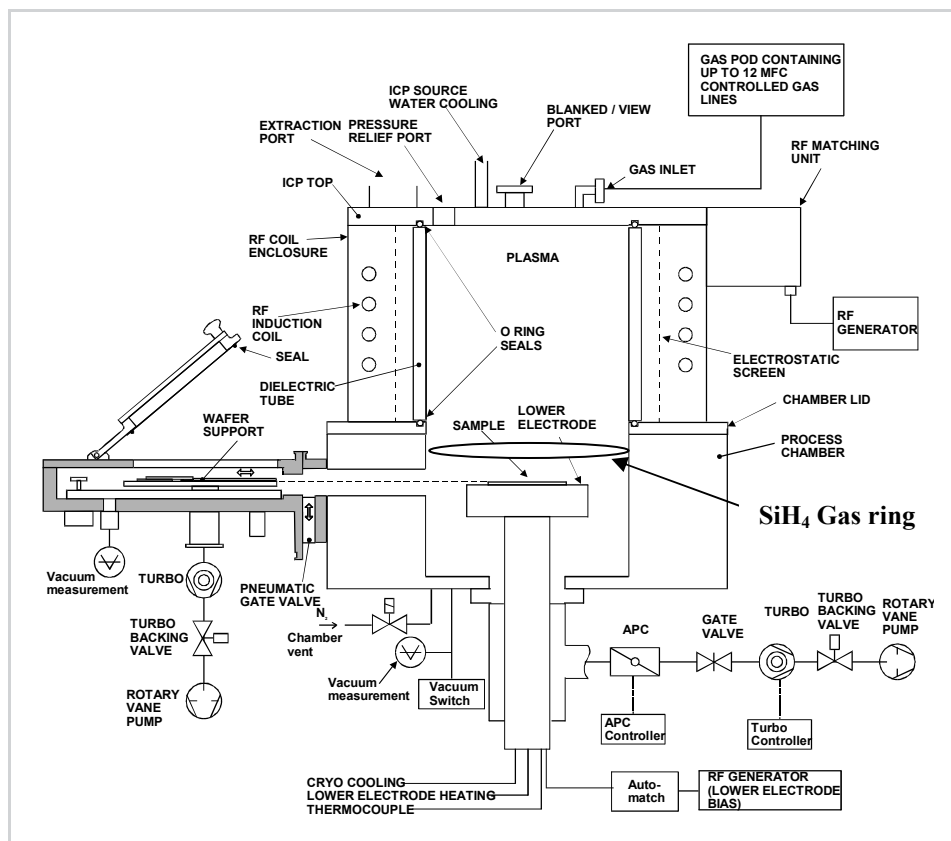 GAS POD CONTAINING
UP TO 12 MFC
CONTROLLED GAS
LINES
ICP SOURCE
WATER COOLING
BLANKED / VIEW
PORT
PRESSURE
RELIEF PORT
EXTRACTION
PORT
RF MATCHING
UNIT
GAS INLET
ICP TOP
RF COIL
ENCLOSURE
PLASMA
RF
INDUCTION
COIL
O RING
SEALS
RF
GENERATOR
SEAL
ELECTROSTATIC
SCREEN
DIELECTRIC
TUBE
CHAMBER LID
WAFER
SUPPORT
SAMPLE
LOWER
ELECTRODE
PROCESS
CHAMBER
SiH₄ Gas ring
Vacuum
measurement
TURBO
PNEUMATIC
GATE VALVE
N₂
Chamber
vent
TURBO
BACKING
VALVE
Vacuum
measurement
Vacuum
Switch
APC
GATE
VALVE
TURBO
TURBO
BACKING
VALVE
ROTARY
VANE
PUMP
ROTARY
VANE
PUMP
APC
Controller
Turbo
Controller
CRYO COOLING
LOWER ELECTRODE HEATING
THERMOCOUPLE
Auto-
match
RF GENERATOR
(LOWER ELECTRODE
BIAS)